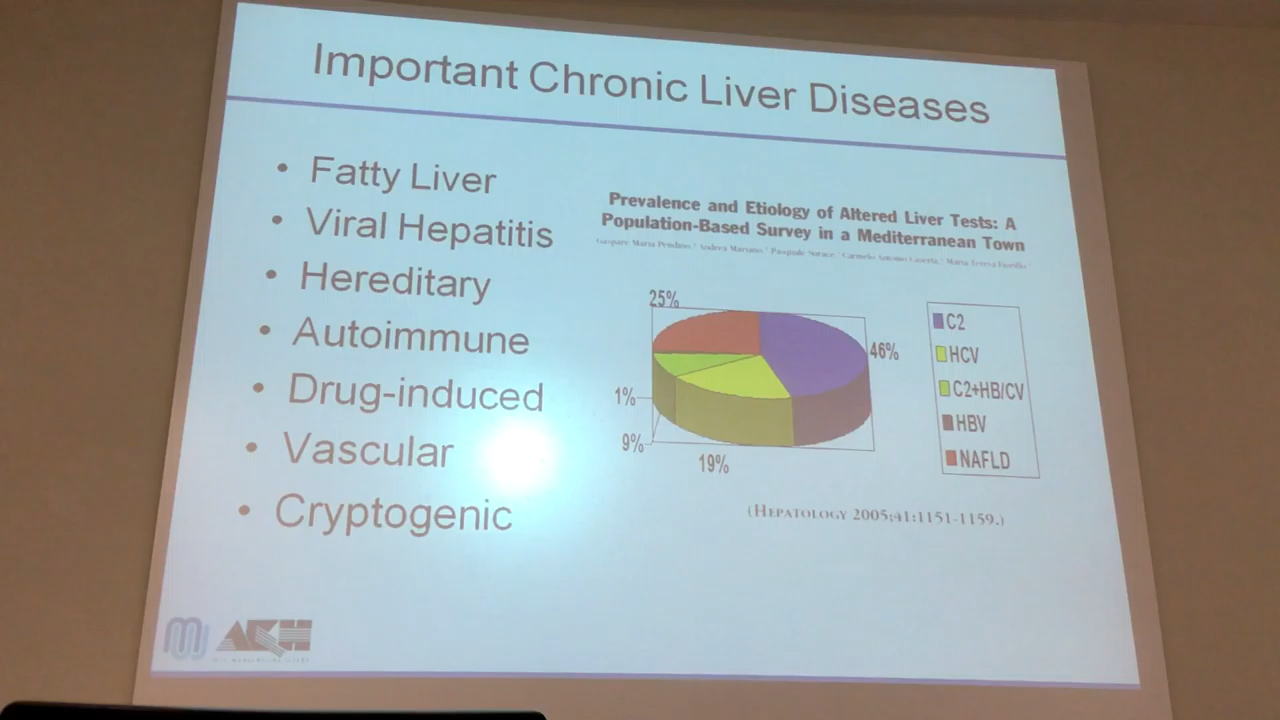 Important Chronic Liver Diseases
• Fatty Liver
• Viral Hepatitis
• Hereditary
• Autoimmune
• Drug-induced
• Vascular
• Cryptogenic
Prevalence and Etiology of Altered Liver Tests: A
Population-Based Survey in a Mediterranean Town
25%
46%
1%
9%
19%
C2
HCV
C2+HB/CV
HBV
NAFLD
(HEPATOLOGY 2005;41:1151-1159.)
AKH